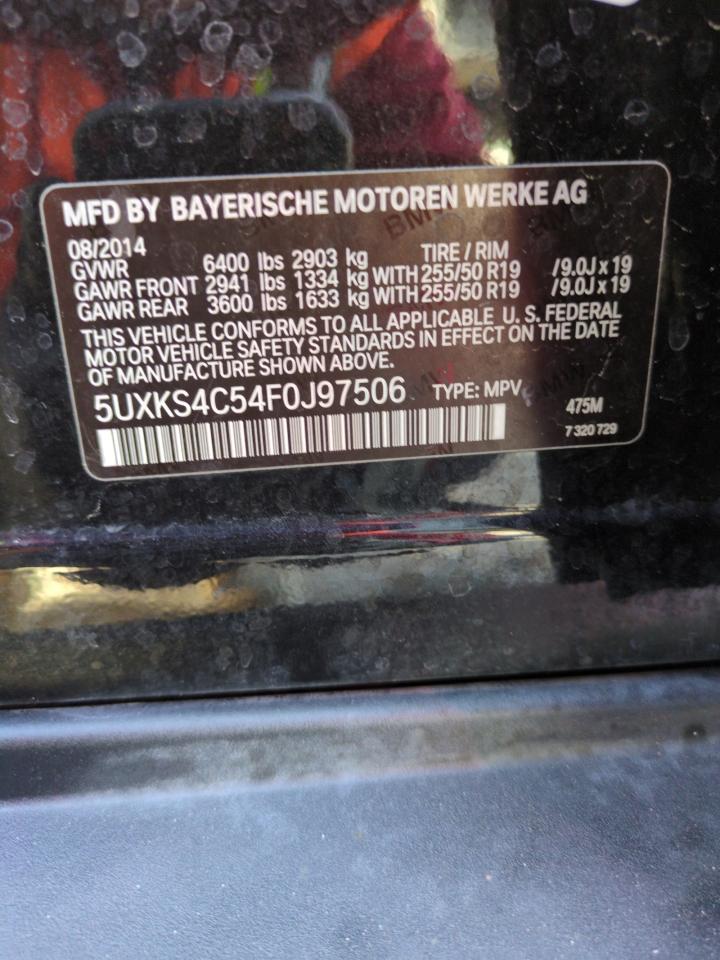 MFD BY BAYERISCHE MOTOREN WERKE AG
08/2014 TIRE / RIM
GVWR 6400 lbs 2903 kg
GAWR FRONT 2941 lbs 1334 kg WITH 255/50 R19 /9.0J x 19
GAWR REAR 3600 lbs 1633 kg WITH 255/50 R19 /9.0J x 19
THIS VEHICLE CONFORMS TO ALL APPLICABLE U. S. FEDERAL
MOTOR VEHICLE SAFETY STANDARDS IN EFFECT ON THE DATE
OF MANUFACTURE SHOWN ABOVE.
5UXKS4C54F0J97506 TYPE: MPV 475M
7 320 729